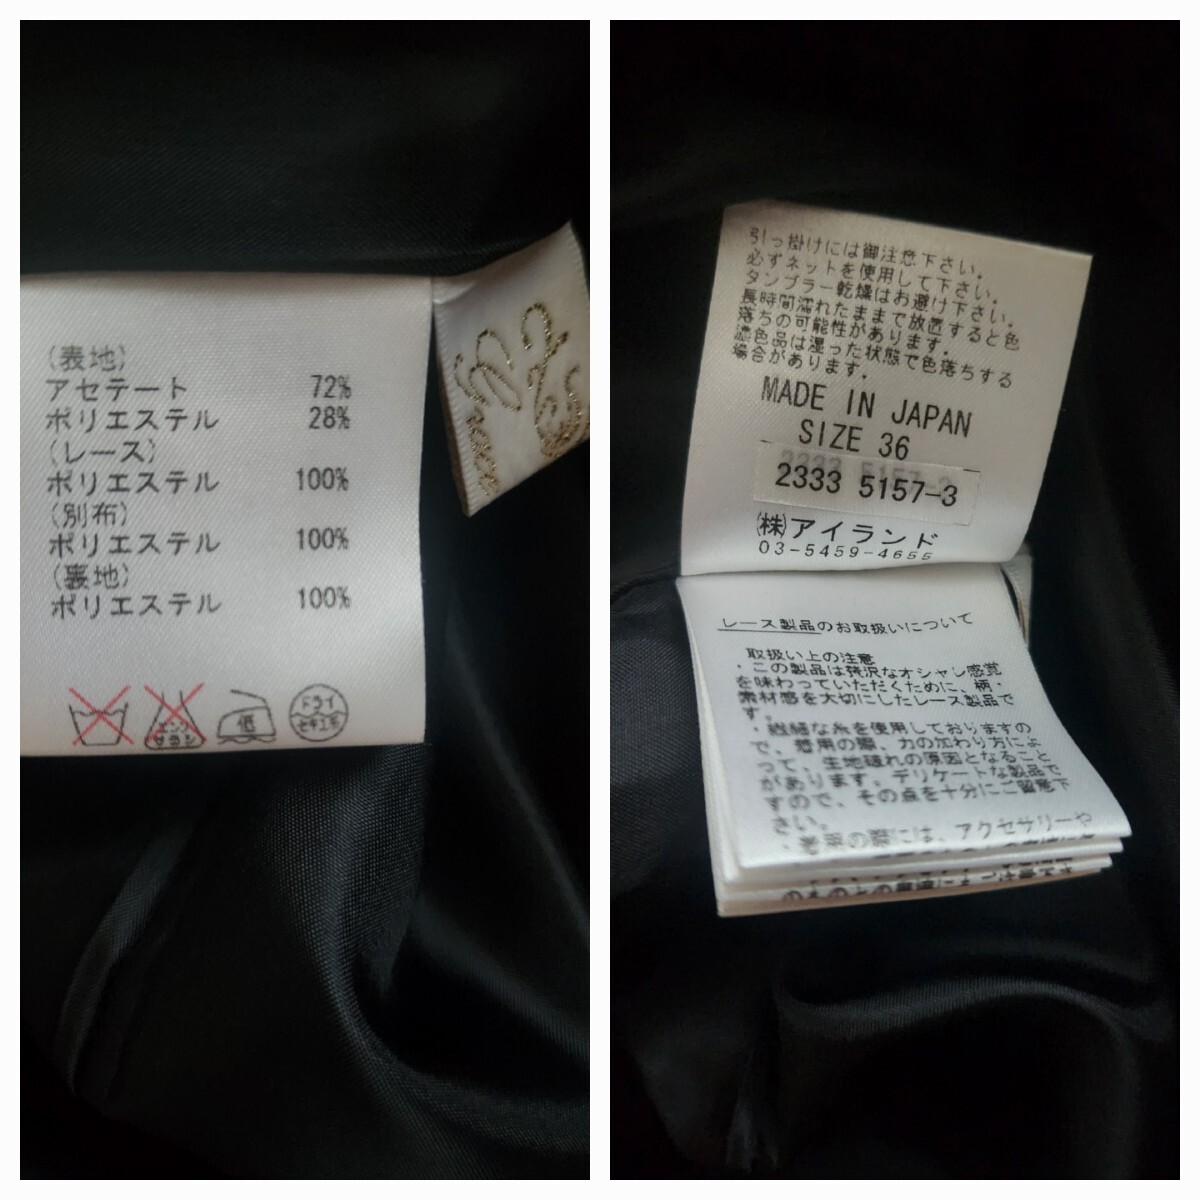 (表地)
アセテート 72%
ポリエステル 28%
(レース)
ポリエステル 100%
(別布)
ポリエステル 100%
(裏地)
ポリエステル 100%
低
ドライ
セキユ系
Grace
引っ掛けには御注意下さい。
必ずネットを使用して下さい。
タンブラー乾燥はお避け下さい。
長時間濡れたままで放置すると色
落ちの可能性があります。
濃色品は湿った状態で色落ちする
場合があります。
MADE IN JAPAN
SIZE 36
2333 5157-3
(株)アイランド
03-5459-4655
レース製品のお取扱いについて
取扱い上の注意
・この製品は贅沢なオシャレ感覚
を味わっていただくために、柄・
素材感を大切にしたレース製品で
す。
・繊細な糸を使用しておりますの
で、着用の際、力の加わり方によ
って、生地破れの原因となること
があります。デリケートな製品で
すので、その点を十分にご留意下
さい。
・着用の際には、アクセサリーや